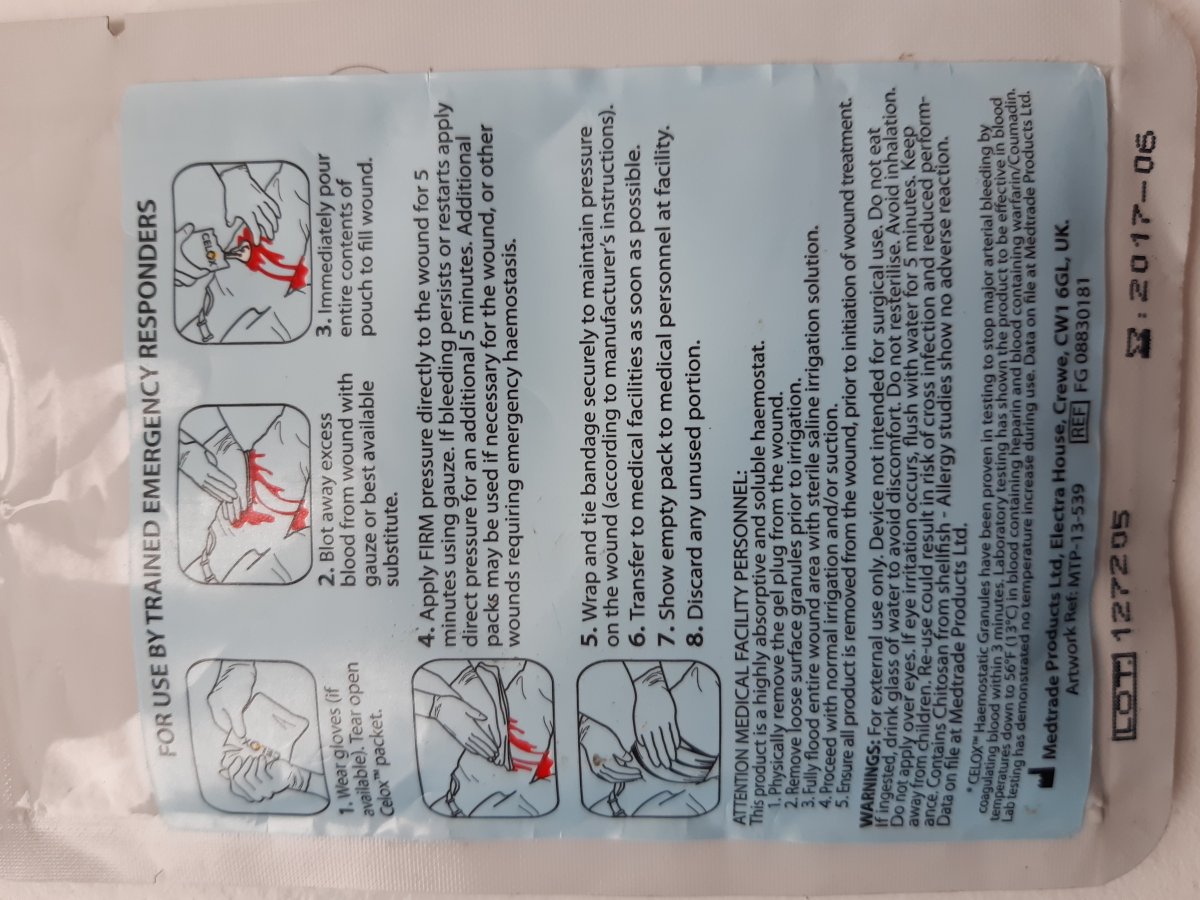 FOR USE BY TRAINED EMERGENCY RESPONDERS
1. Wear gloves (if
available). Tear open
Celox™ packet.
2. Blot away excess
blood from wound with
gauze or best available
substitute.
3. Immediately pour
entire contents of
pouch to fill wound.
4. Apply FIRM pressure directly to the wound for 5
minutes using gauze. If bleeding persists or restarts apply
direct pressure for an additional 5 minutes. Additional
packs may be used if necessary for the wound, or other
wounds requiring emergency haemostasis.
5. Wrap and tie bandage securely to maintain pressure
on the wound (according to manufacturer's instructions).
6. Transfer to medical facilities as soon as possible.
7. Show empty pack to medical personnel at facility.
8. Discard any unused portion.
ATTENTION MEDICAL FACILITY PERSONNEL:
This product is a highly absorptive and soluble haemostat.
1. Physically remove the gel plug from the wound.
2. Remove loose surface granules prior to irrigation.
3. Fully flood entire wound area with sterile saline irrigation solution.
4. Proceed with normal irrigation and/or suction.
5. Ensure all product is removed from the wound, prior to initiation of wound treatment.
WARNINGS: For external use only. Device not intended for surgical use. Do not eat
If ingested, drink glass of water to avoid discomfort. Do not resterilise. Avoid inhalation.
Do not apply over eyes. If eye irritation occurs, flush with water for 5 minutes. Keep
away from children. Re-use could result in risk of cross infection and reduced perform-
ance. Contains Chitosan from shellfish - Allergy studies show no adverse reaction.
Data on file at Medtrade Products Ltd.
* CELOX™ Haemostatic Granules have been proven in testing to stop major arterial bleeding by
coagulating blood within 3 minutes. Laboratory testing has shown the product to be effective in blood
temperatures down to 56°F (13°C) in blood containing heparin and blood containing warfarin/Coumadin.
Lab testing has demonstrated no temperature increase during use. Data on file at Medtrade Products Ltd.
Medtrade Products Ltd, Electra House, Crewe, CW1 6GL, UK.
Artwork Ref: MTP-13-539 REF FG 08830181
LOT: 127205 : 2017-06